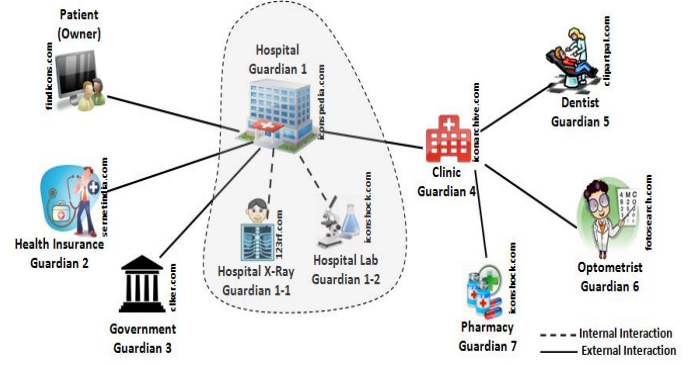 Patient
(Owner)
findicons.com
Hospital
Guardian 1
iconspedia.com
clipartpal.com
Dentist
Guardian 5
iconarchive.com
Clinic
Guardian 4
sermetindia.com
Health Insurance
Guardian 2
123rf.com
Hospital X-Ray
Guardian 1-1
iconshock.com
Hospital Lab
Guardian 1-2
4 MC
fotosearch.com
Optometrist
Guardian 6
clker.com
Government
Guardian 3
iconshock.com
Pharmacy
Guardian 7
Internal Interaction
External Interaction